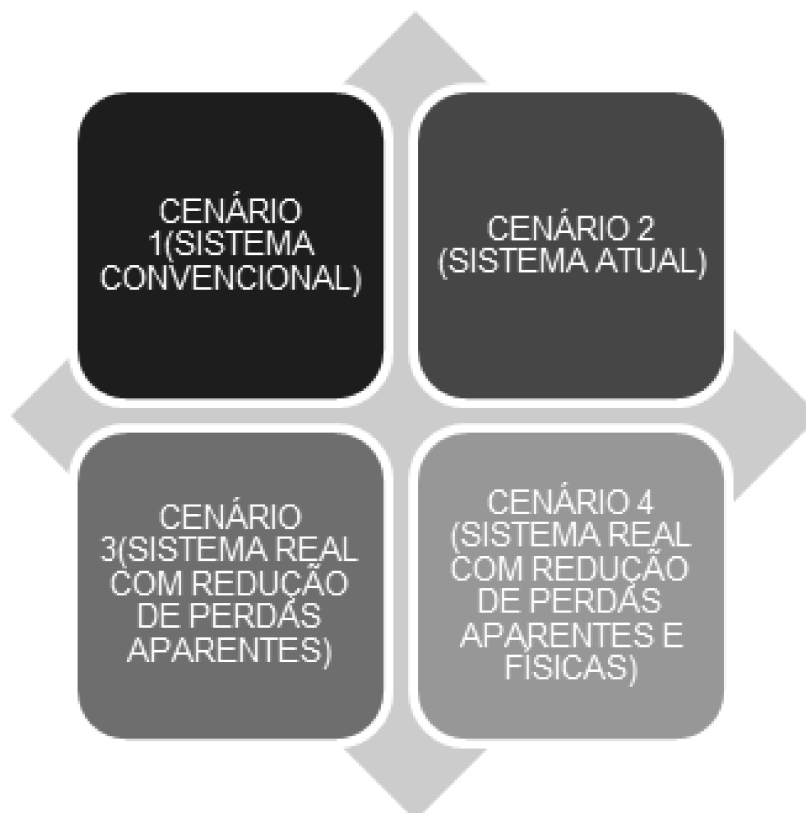 CENÁRIO
1(SISTEMA
CONVENCIONAL)
CENÁRIO 2
(SISTEMA ATUAL)
CENÁRIO
3(SISTEMA REAL
COM REDUÇÃO
DE PERDAS
APARENTES)
CENÁRIO 4
(SISTEMA REAL
COM REDUÇÃO
DE PERDAS
APARENTES E
FÍSICAS)